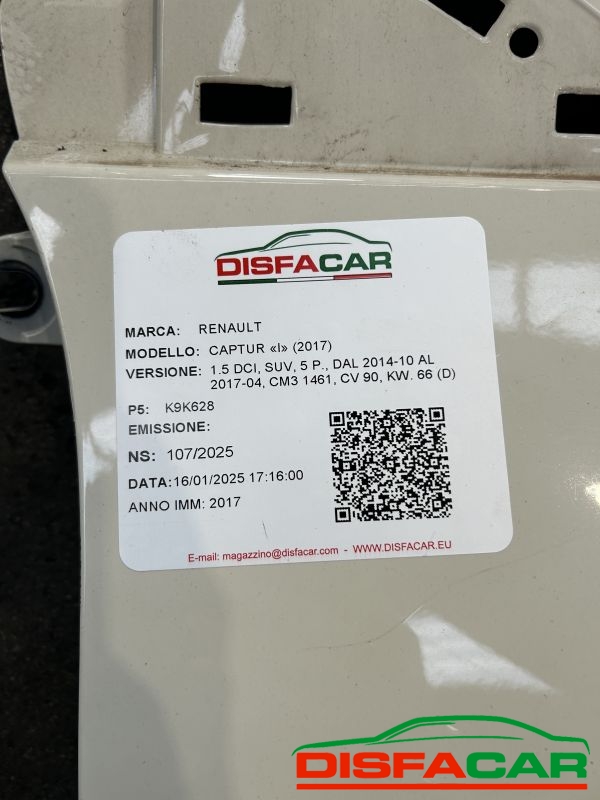 DISFACAR
MARCA: RENAULT
MODELLO: CAPTUR «I» (2017)
VERSIONE: 1.5 DCI, SUV, 5 P., DAL 2014-10 AL
2017-04, CM3 1461, CV 90, KW. 66 (D)
P5: K9K628
EMISSIONE:
NS: 107/2025
DATA:16/01/2025 17:16:00
ANNO IMM: 2017
E-mail: magazzino@disfacar.com - WWW.DISFACAR.EU
DISFACAR